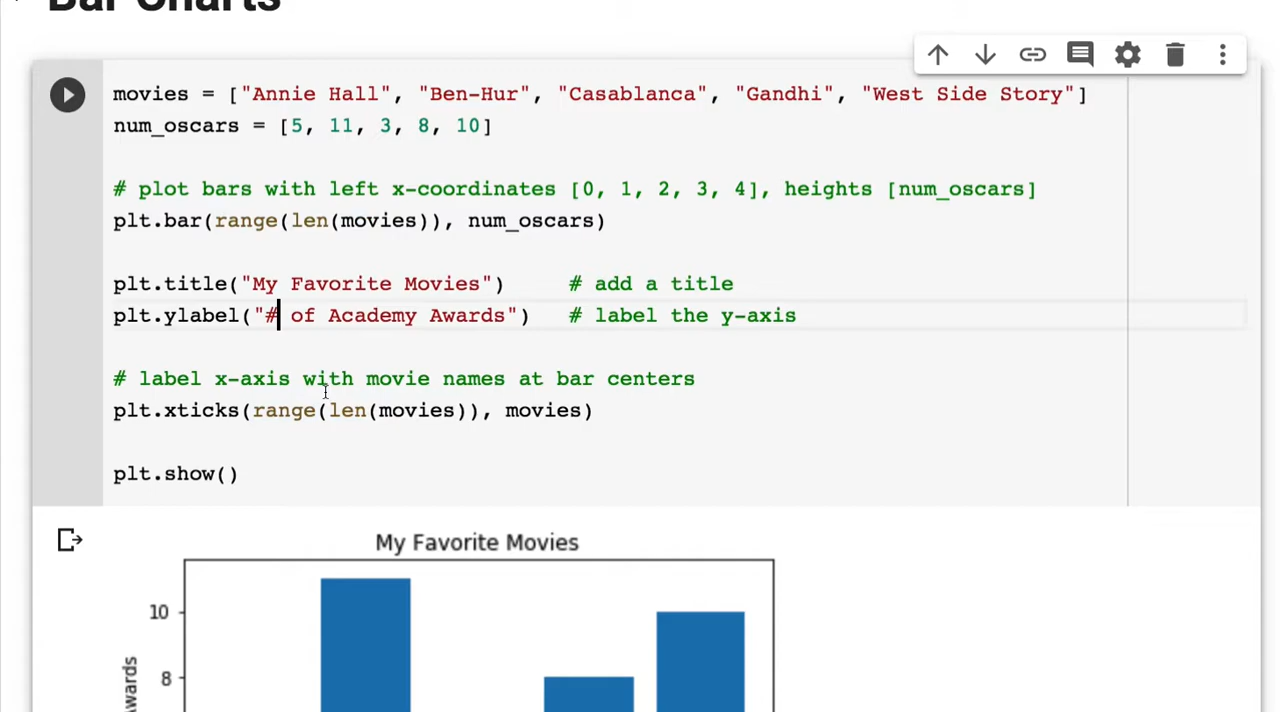 Bar Charts
movies = ["Annie Hall", "Ben-Hur", "Casablanca", "Gandhi", "West Side Story"]
num_oscars = [5, 11, 3, 8, 10]
# plot bars with left x-coordinates [0, 1, 2, 3, 4], heights [num_oscars]
plt.bar(range(len(movies)), num_oscars)
plt.title("My Favorite Movies")     # add a title
plt.ylabel("# of Academy Awards")   # label the y-axis
# label x-axis with movie names at bar centers
plt.xticks(range(len(movies)), movies)
plt.show()
My Favorite Movies
10
8